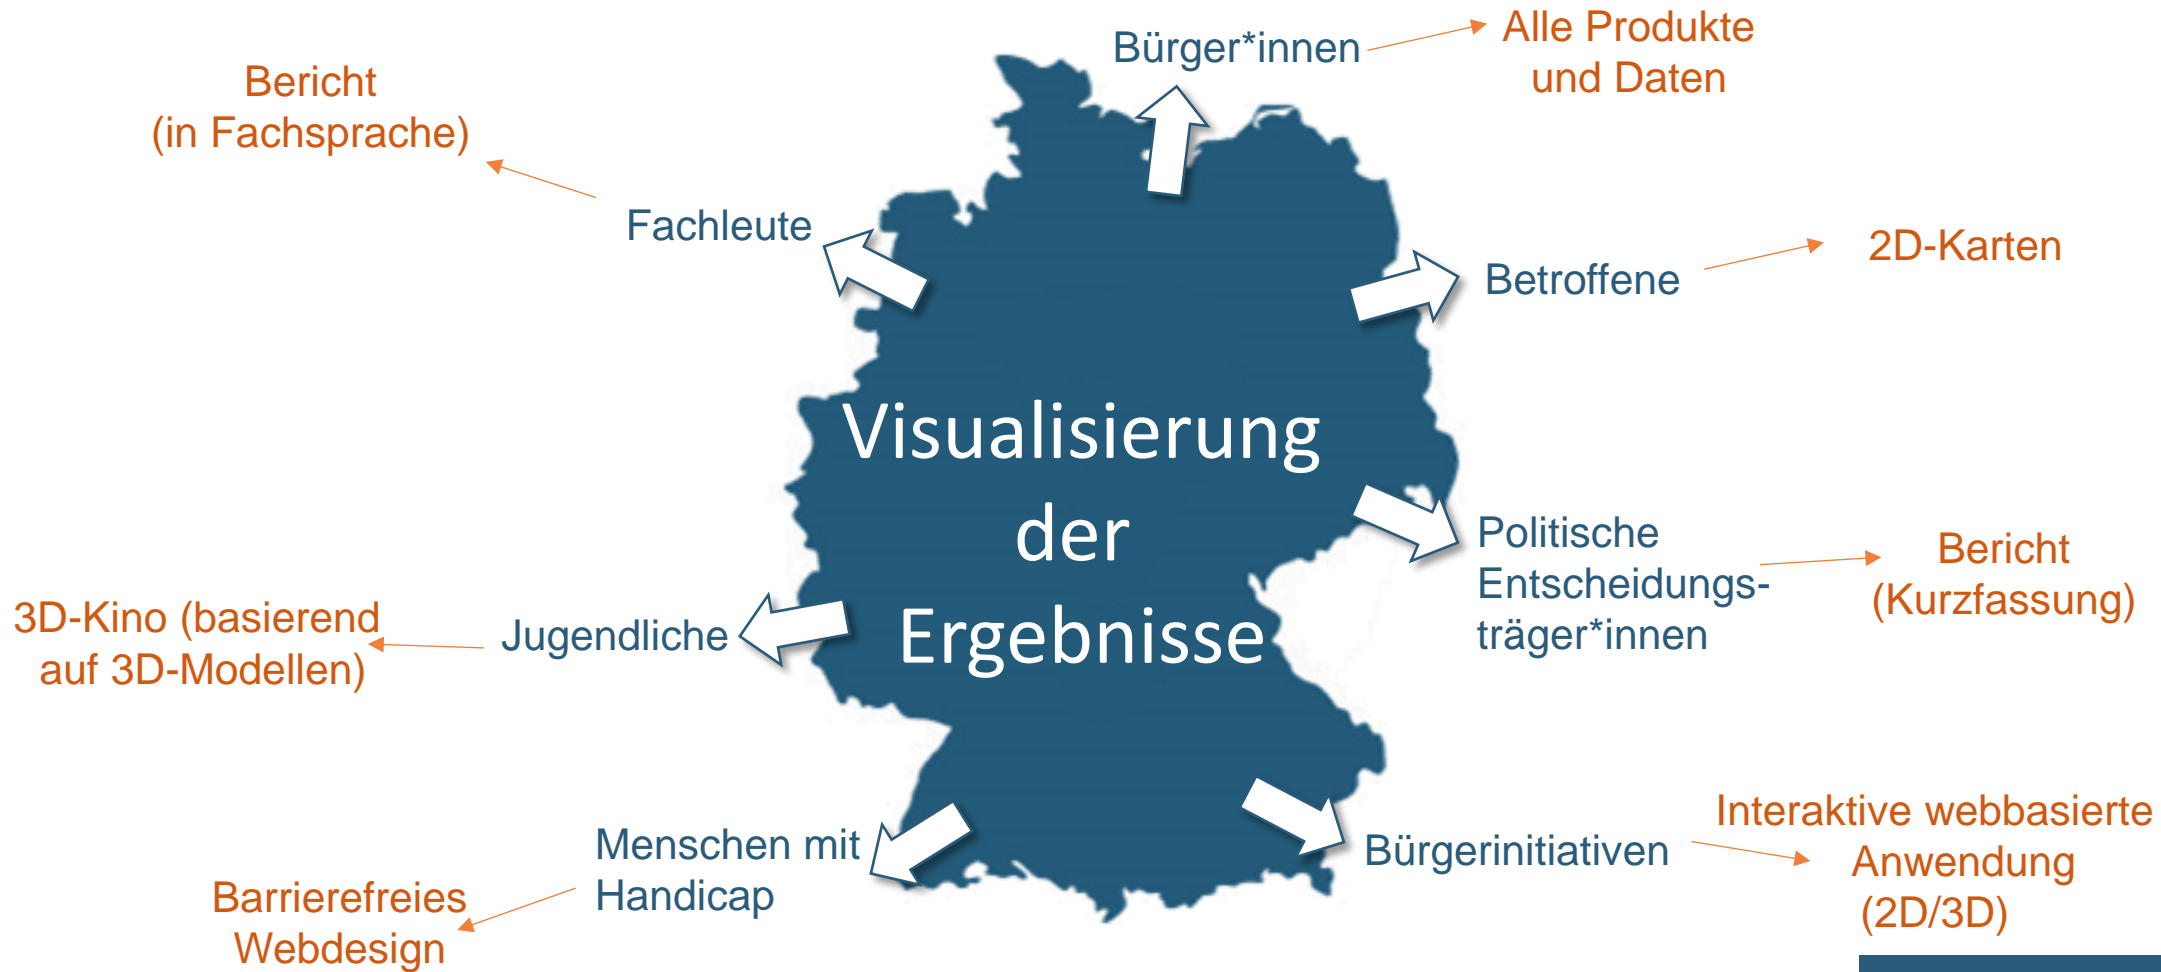 Bürger*innen
Alle Produkte
und Daten
Bericht
(in Fachsprache)
Fachleute
Betroffene
2D-Karten
Visualisierung
der
Ergebnisse
Politische
Entscheidungs-
träger*innen
Bericht
(Kurzfassung)
3D-Kino (basierend
auf 3D-Modellen)
Jugendliche
Menschen mit
Handicap
Barrierefreies
Webdesign
Bürgerinitiativen
Interaktive webbasierte
Anwendung
(2D/3D)